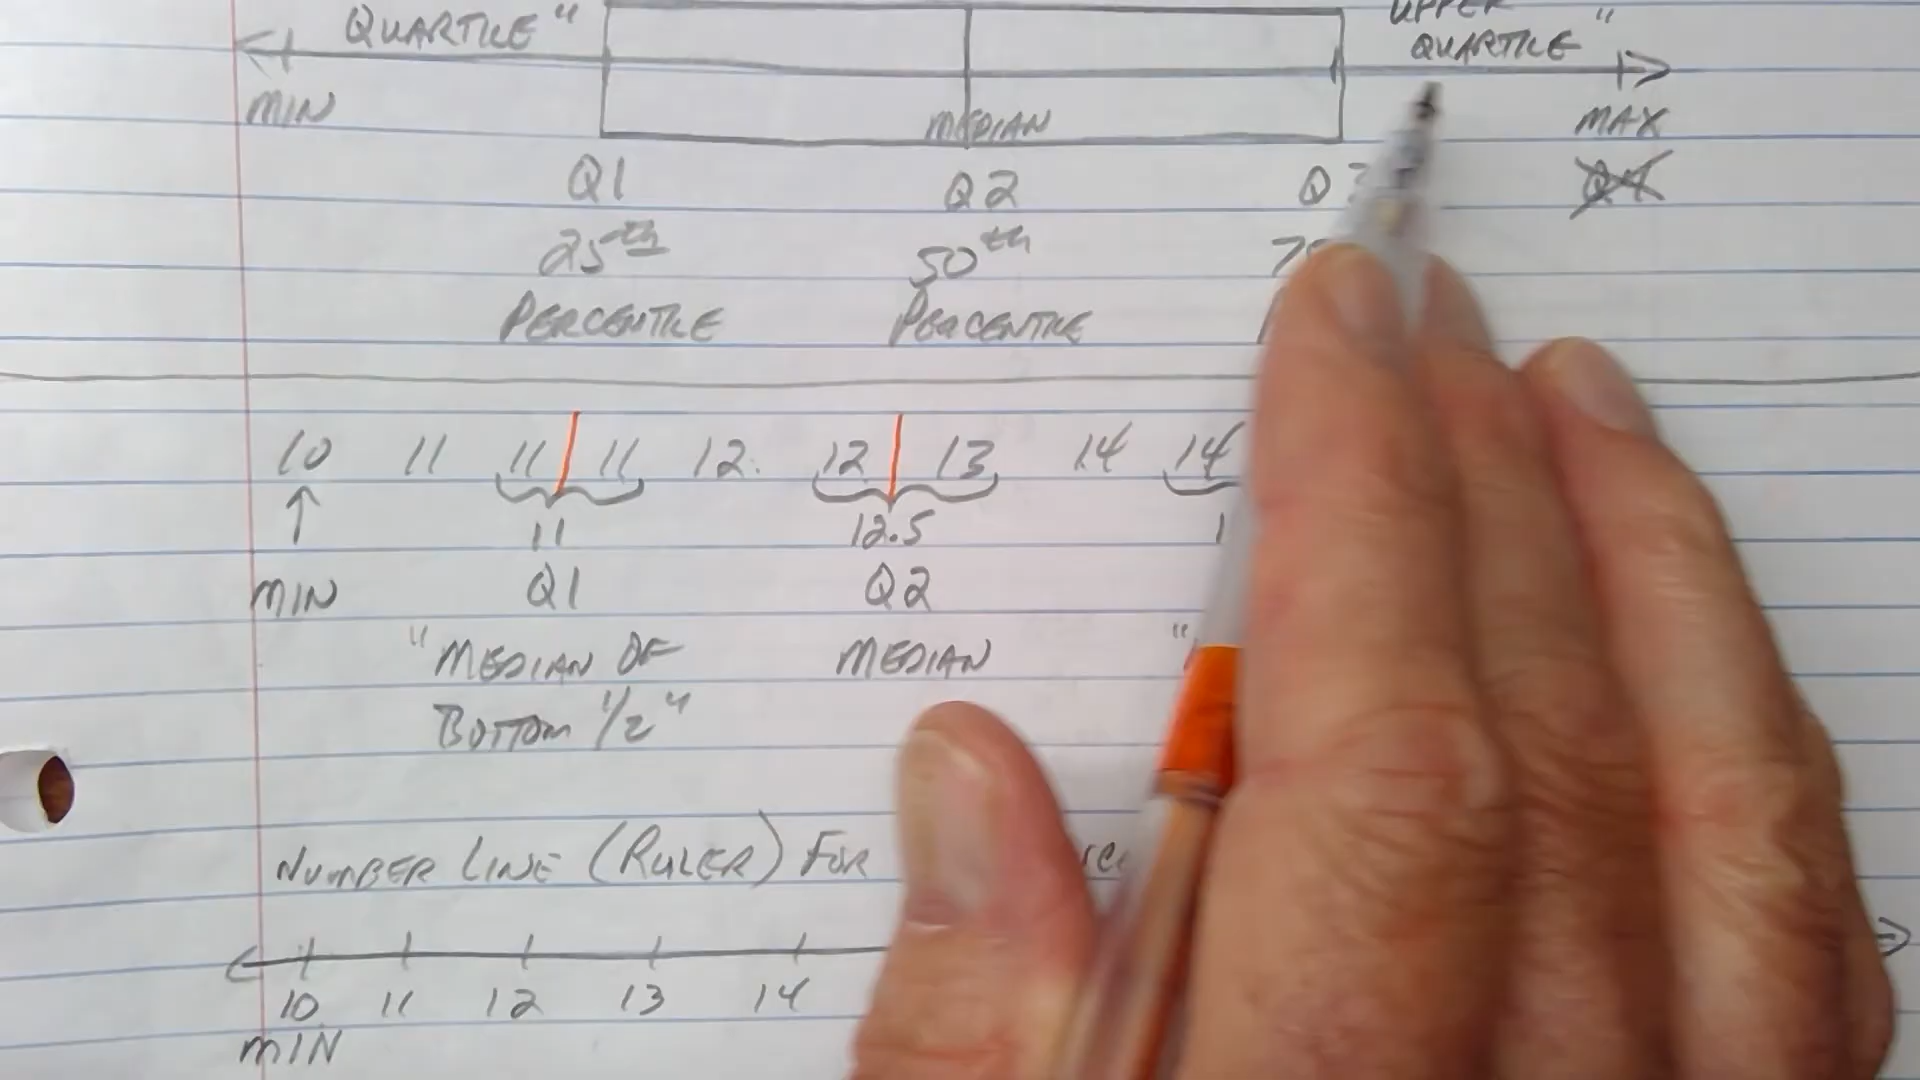 QUARTILE"
UPPER
QUARTILE"
MIN MEDIAN MAX
Q1 Q2 Q3 Q4
25th 50th
PERCENTILE PERCENTILE
10 11 11 11 12 12 13 14 14
11 12.5
MIN Q1 Q2
"MEDIAN OF MEDIAN
BOTTOM 1/2"
NUMBER LINE (RULER) FOR
10 11 12 13 14
MIN